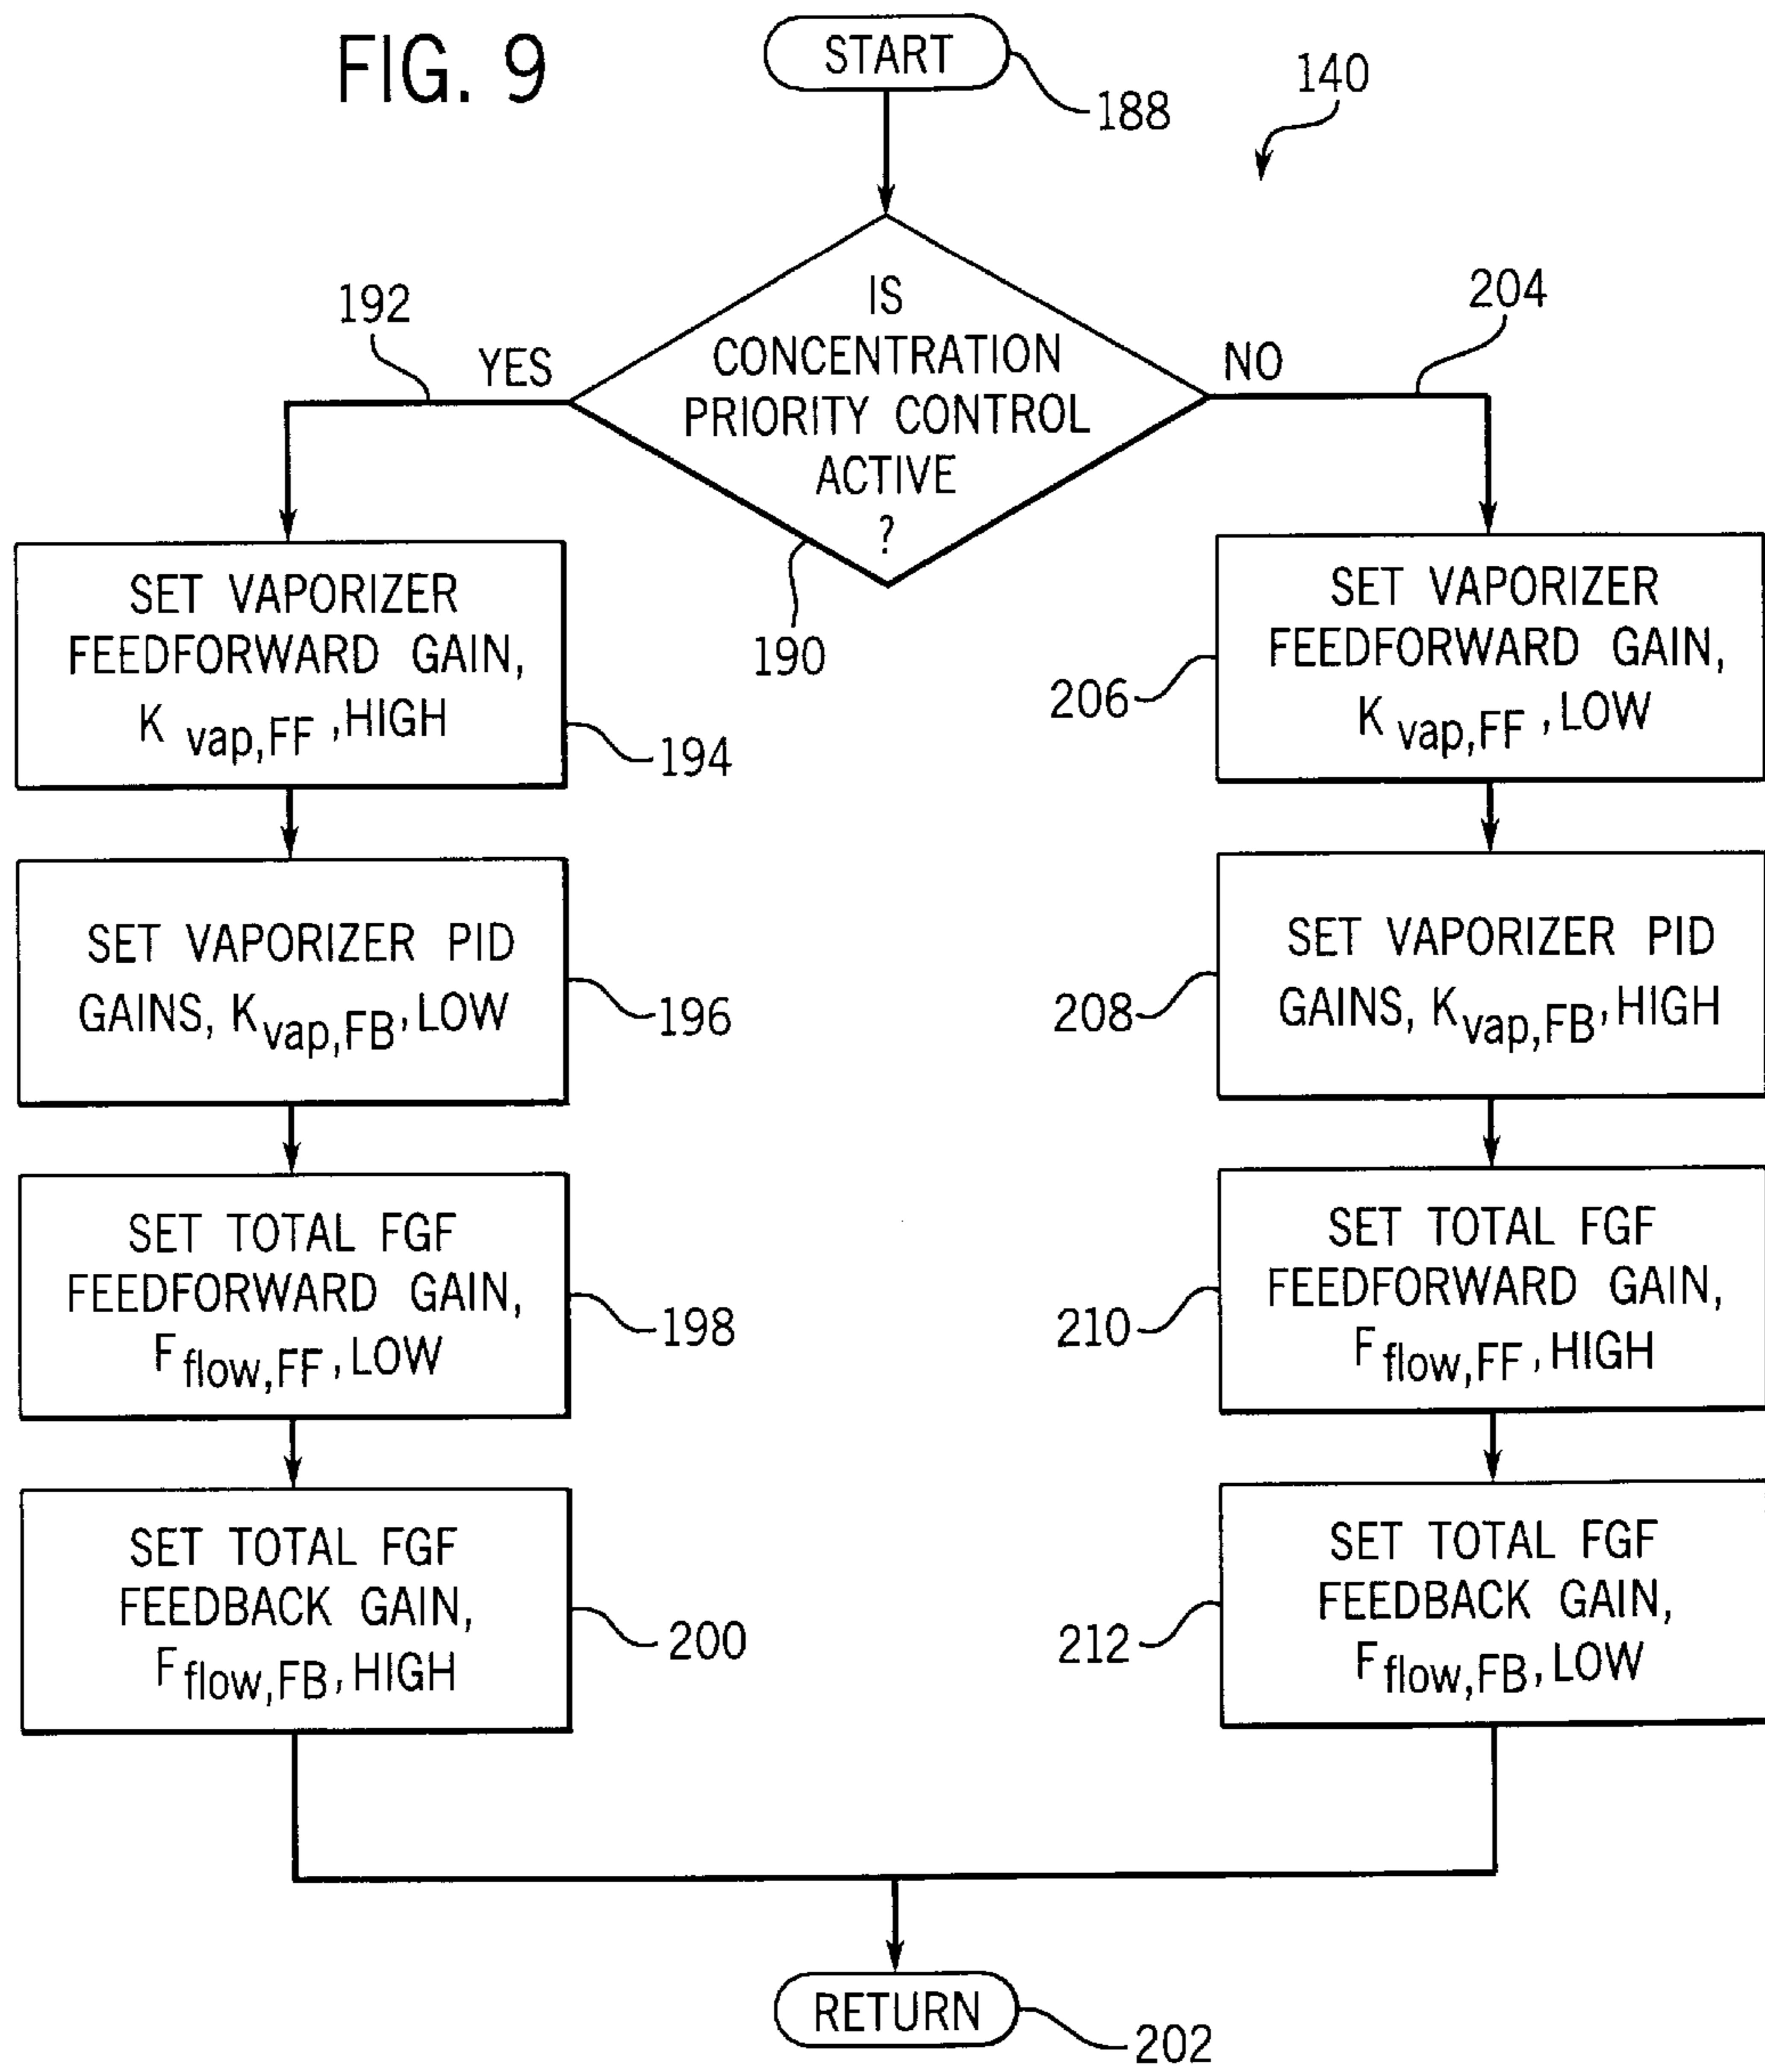 FIG. 9
START
188
140
IS
CONCENTRATION
PRIORITY CONTROL
ACTIVE
?
190
192
YES
NO
204
SET VAPORIZER
FEEDFORWARD GAIN,
K vap,FF ,HIGH
194
SET VAPORIZER PID
GAINS, Kvap,FB, LOW
196
SET TOTAL FGF
FEEDFORWARD GAIN,
F flow,FF , LOW
198
SET TOTAL FGF
FEEDBACK GAIN,
F flow,FB, HIGH
200
SET VAPORIZER
FEEDFORWARD GAIN,
K vap,FF , LOW
206
SET VAPORIZER PID
GAINS, Kvap,FB, HIGH
208
SET TOTAL FGF
FEEDFORWARD GAIN,
F flow,FF , HIGH
210
SET TOTAL FGF
FEEDBACK GAIN,
F flow,FB, LOW
212
RETURN
202